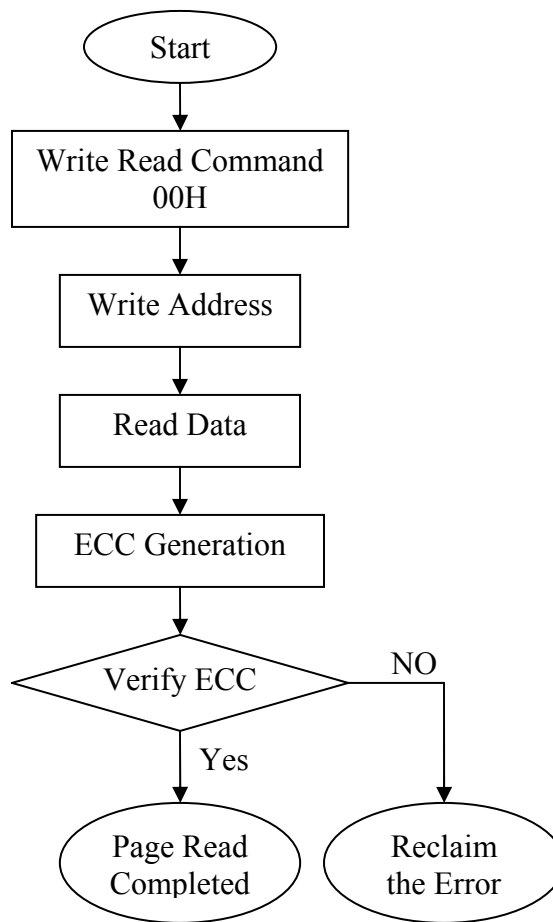 Start
Write Read Command
00H
Write Address
Read Data
ECC Generation
Verify ECC
NO
Yes
Page Read
Completed
Reclaim
the Error